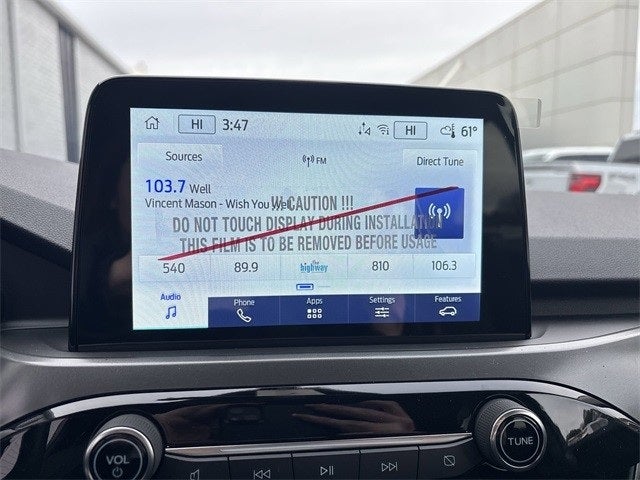 HI 3:47 HI 61°
Sources FM Direct Tune
103.7 Well
Vincent Mason - Wish You Well
!!! CAUTION !!!
DO NOT TOUCH DISPLAY DURING INSTALLATION
THIS FILM IS TO BE REMOVED BEFORE USAGE
540 89.9 the highway 810 106.3
Audio Phone Apps Settings Features
VOL TUNE